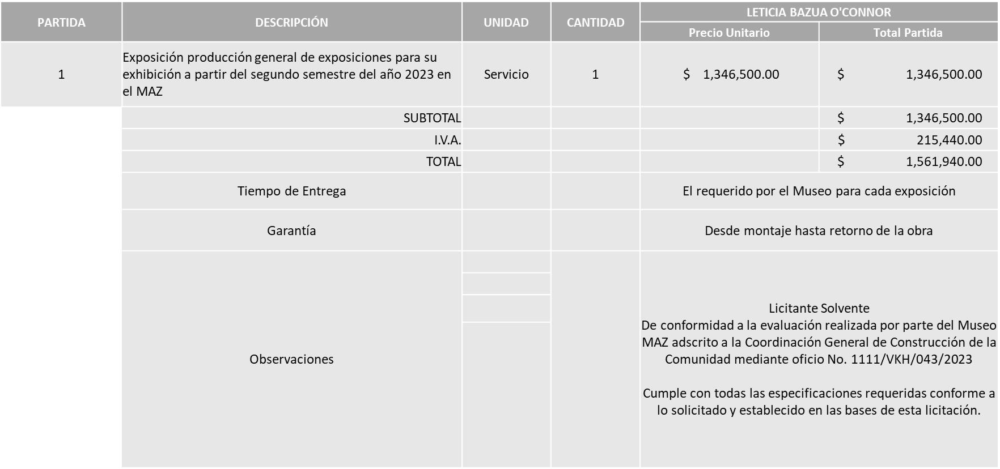 PARTIDA DESCRIPCIÓN UNIDAD CANTIDAD LETICIA BAZUA O'CONNOR
Precio Unitario Total Partida
1 Exposición producción general de exposiciones para su
exhibición a partir del segundo semestre del año 2023 en
el MAZ
Servicio 1 $ 1,346,500.00 $ 1,346,500.00
SUBTOTAL $ 1,346,500.00
I.V.A. $ 215,440.00
TOTAL $ 1,561,940.00
Tiempo de Entrega El requerido por el Museo para cada exposición
Garantía Desde montaje hasta retorno de la obra
Observaciones
Licitante Solvente
De conformidad a la evaluación realizada por parte del Museo
MAZ adscrito a la Coordinación General de Construcción de la
Comunidad mediante oficio No. 1111/VKH/043/2023
Cumple con todas las especificaciones requeridas conforme a
lo solicitado y establecido en las bases de esta licitación.